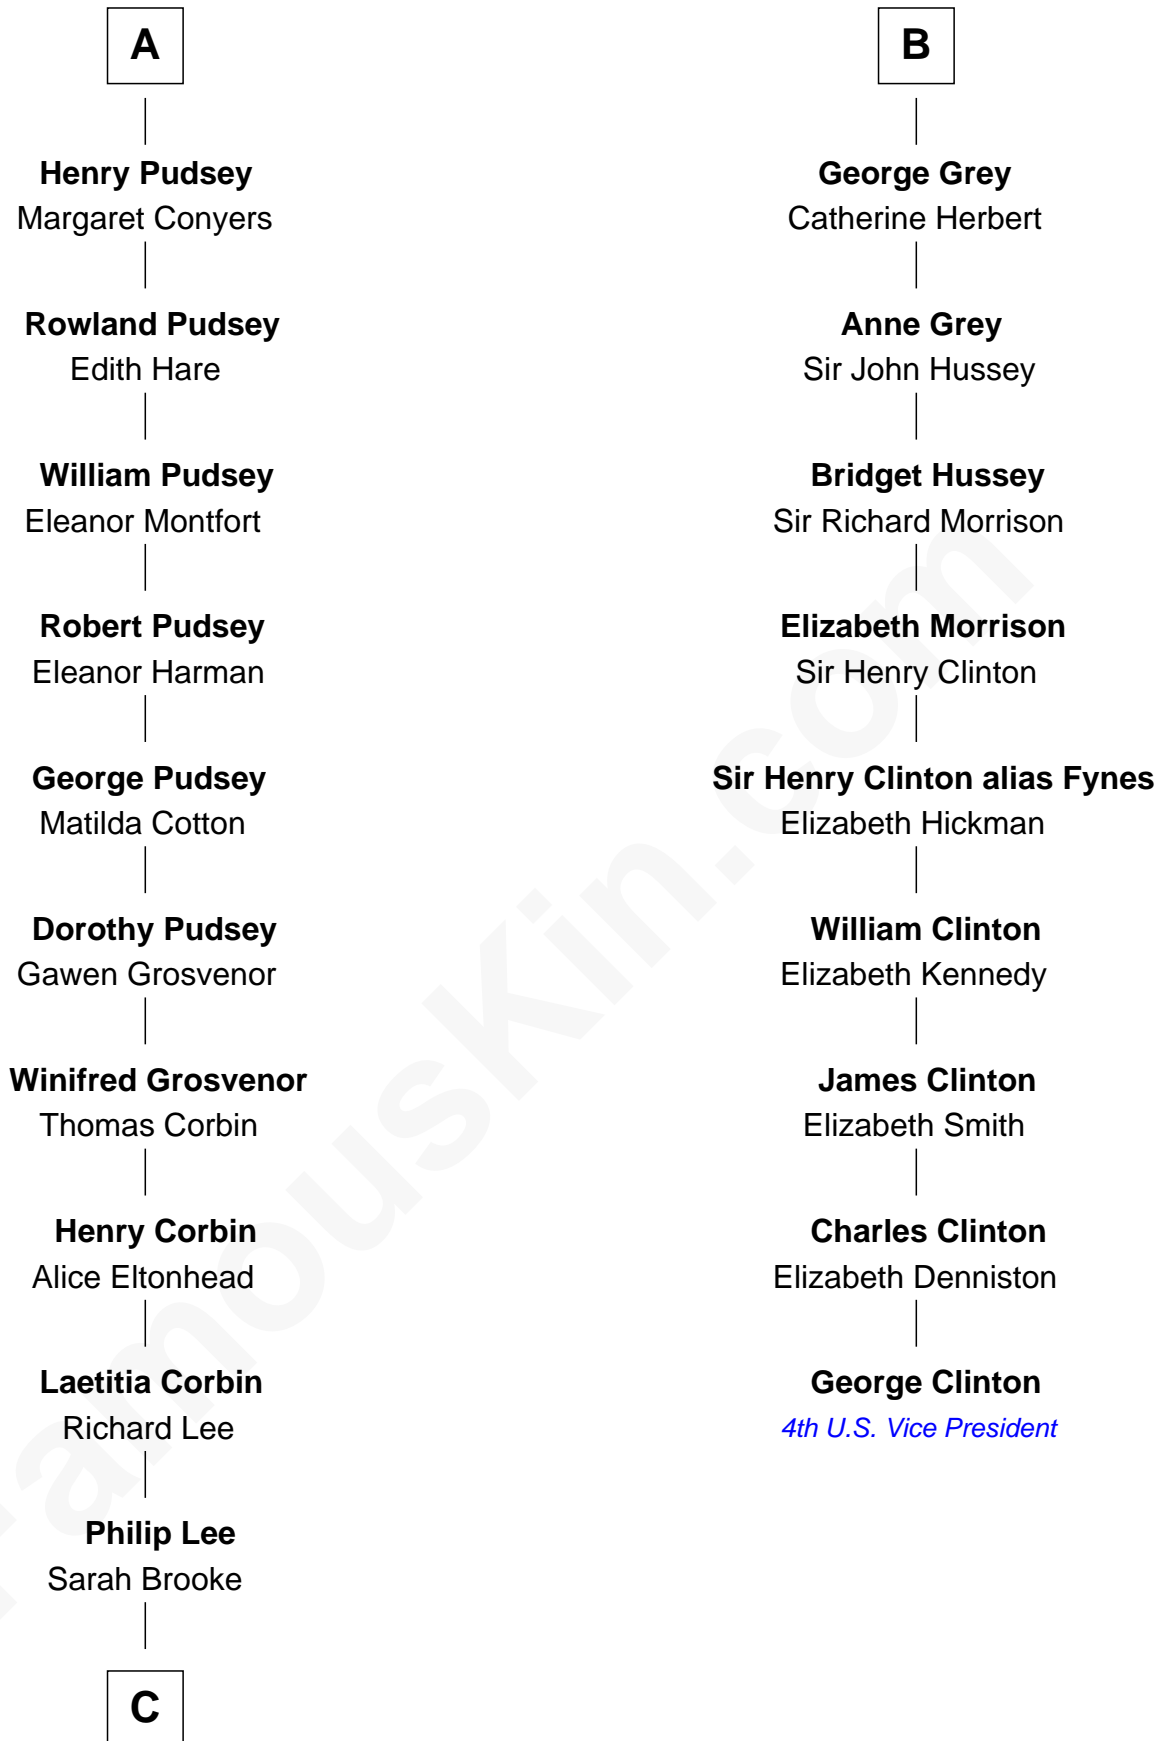 A
Henry Pudsey
Margaret Conyers
Rowland Pudsey
Edith Hare
William Pudsey
Eleanor Montfort
Robert Pudsey
Eleanor Harman
George Pudsey
Matilda Cotton
Dorothy Pudsey
Gawen Grosvenor
Winifred Grosvenor
Thomas Corbin
Henry Corbin
Alice Eltonhead
Laetitia Corbin
Richard Lee
Philip Lee
Sarah Brooke
C
B
George Grey
Catherine Herbert
Anne Grey
Sir John Hussey
Bridget Hussey
Sir Richard Morrison
Elizabeth Morrison
Sir Henry Clinton
Sir Henry Clinton alias Fynes
Elizabeth Hickman
William Clinton
Elizabeth Kennedy
James Clinton
Elizabeth Smith
Charles Clinton
Elizabeth Denniston
George Clinton
4th U.S. Vice President
FamousKin.com